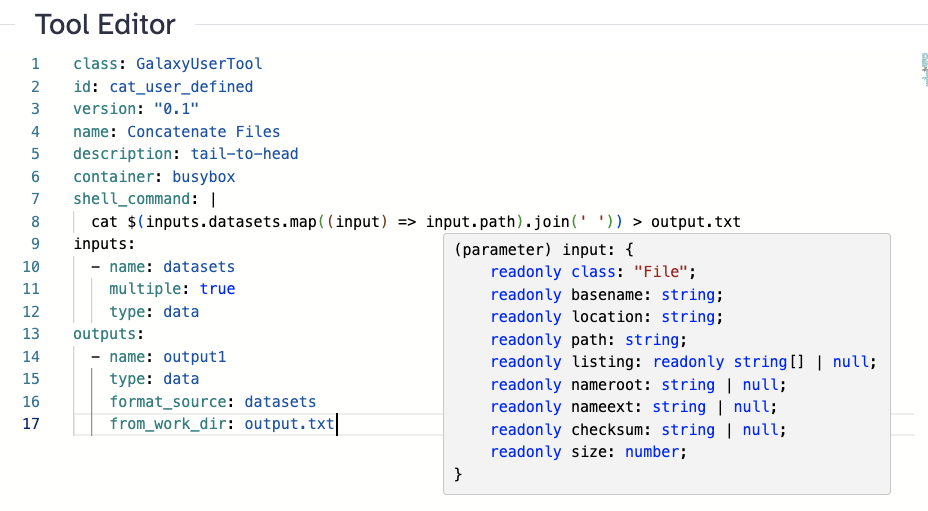 Tool Editor
1 class: GalaxyUserTool
2 id: cat_user_defined
3 version: "0.1"
4 name: Concatenate Files
5 description: tail-to-head
6 container: busybox
7 shell_command: |
8 cat $(inputs.datasets.map((input) => input.path).join(' ')) > output.txt
9 inputs:
10 - name: datasets
11 multiple: true
12 type: data
13 outputs:
14 - name: output1
15 type: data
16 format_source: datasets
17 from_work_dir: output.txt
(parameter) input: {
readonly class: "File";
readonly basename: string;
readonly location: string;
readonly path: string;
readonly listing: readonly string[] | null;
readonly nameroot: string | null;
readonly nameext: string | null;
readonly checksum: string | null;
readonly size: number;
}